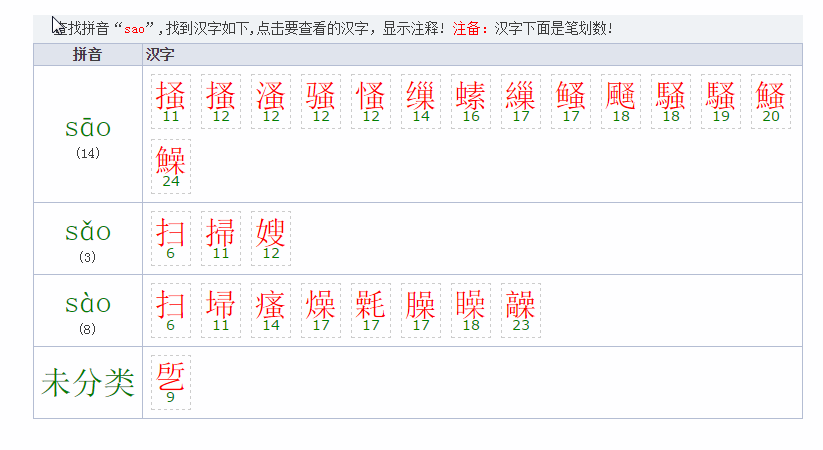 查找拼音“sao”,找到汉字如下,点击要查看的汉字，显示注释! 注备：汉字下面是笔划数!
拼音 汉字
sāo
(14)
搔 搔 溞 骚 慅 缫 螦 繅 鳋 颾 騷 騷 鰠
11 12 12 12 12 14 16 17 17 18 18 19 20
鱢
24
sǎo
(3)
扫 掃 嫂
6 11 12
sào
(8)
扫 埽 瘙 燥 氉 臊 矂 髞
6 11 14 17 17 17 18 23
未分类
㪽
9